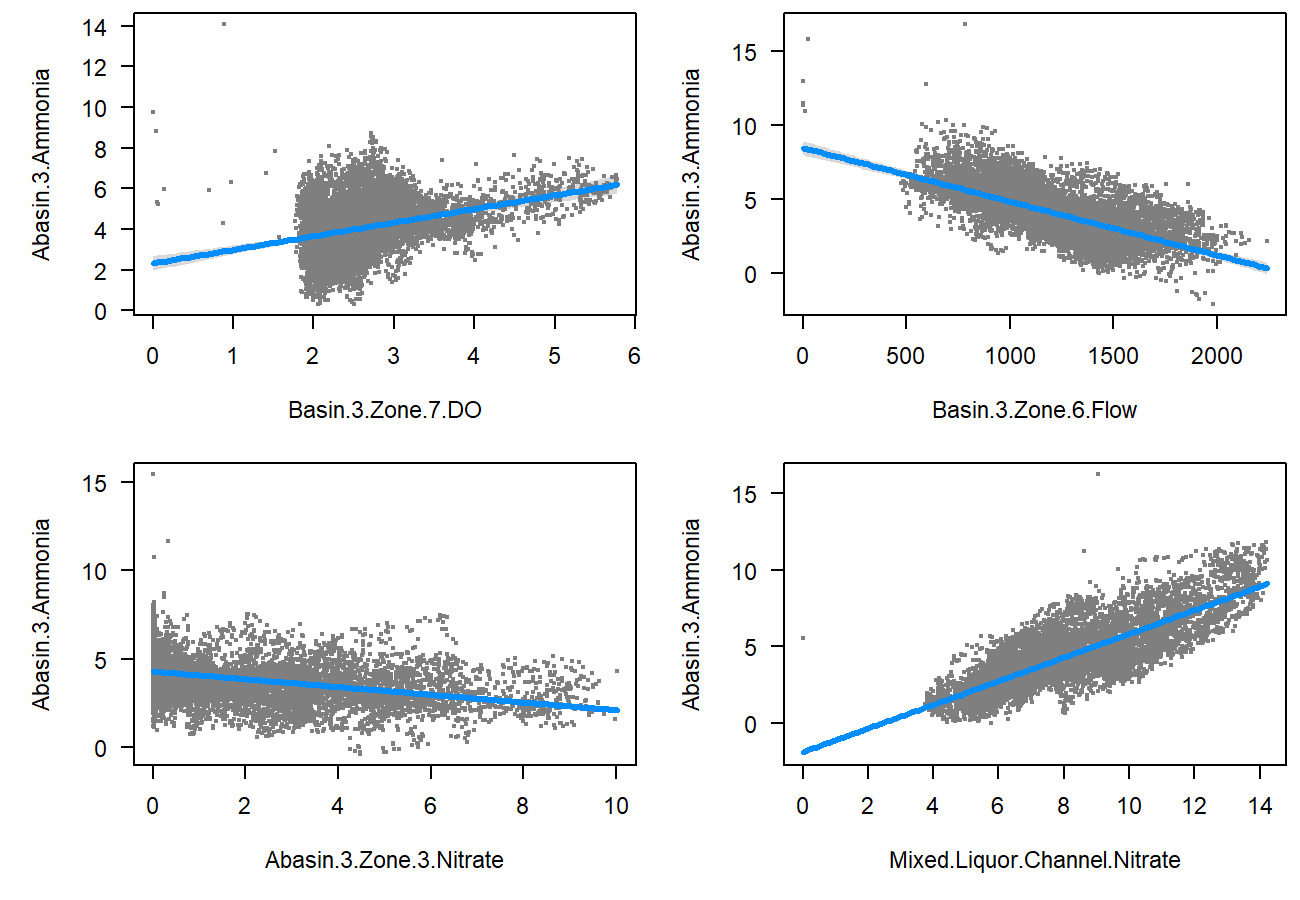 Abasin.3.Ammonia
14
12
10
8
6
4
2
0
0 1 2 3 4 5 6
Basin.3.Zone.7.DO
Abasin.3.Ammonia
15
10
5
0
0 500 1000 1500 2000
Basin.3.Zone.6.Flow
Abasin.3.Ammonia
15
10
5
0
0 2 4 6 8 10
Abasin.3.Zone.3.Nitrate
Abasin.3.Ammonia
15
10
5
0
0 2 4 6 8 10 12 14
Mixed.Liquor.Channel.Nitrate